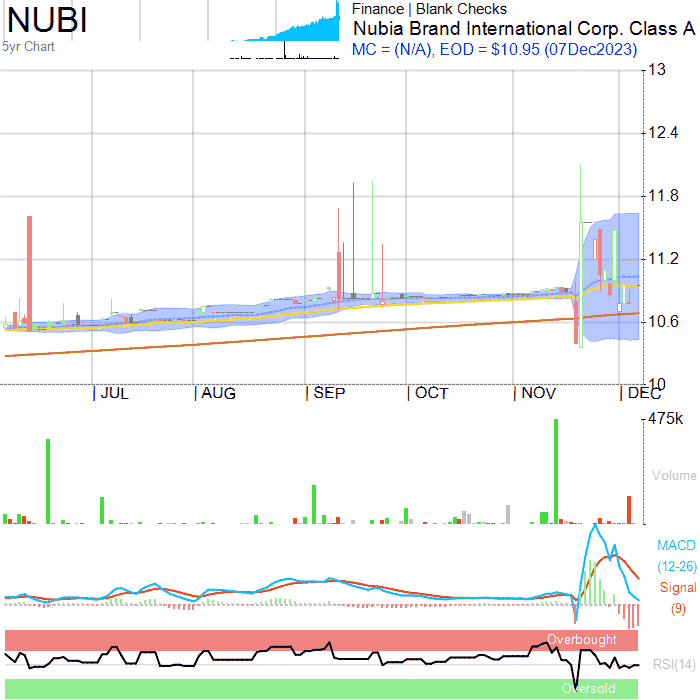 NUBI
5yr Chart
Finance | Blank Checks
Nubia Brand International Corp. Class A
MC = (N/A), EOD = $10.95 (07Dec2023)
13
12.4
11.8
11.2
10.6
10
JUL AUG SEP OCT NOV DEC
475k
Volume
MACD
(12-26)
Signal
(9)
Overbought
RSI(14)
Oversold